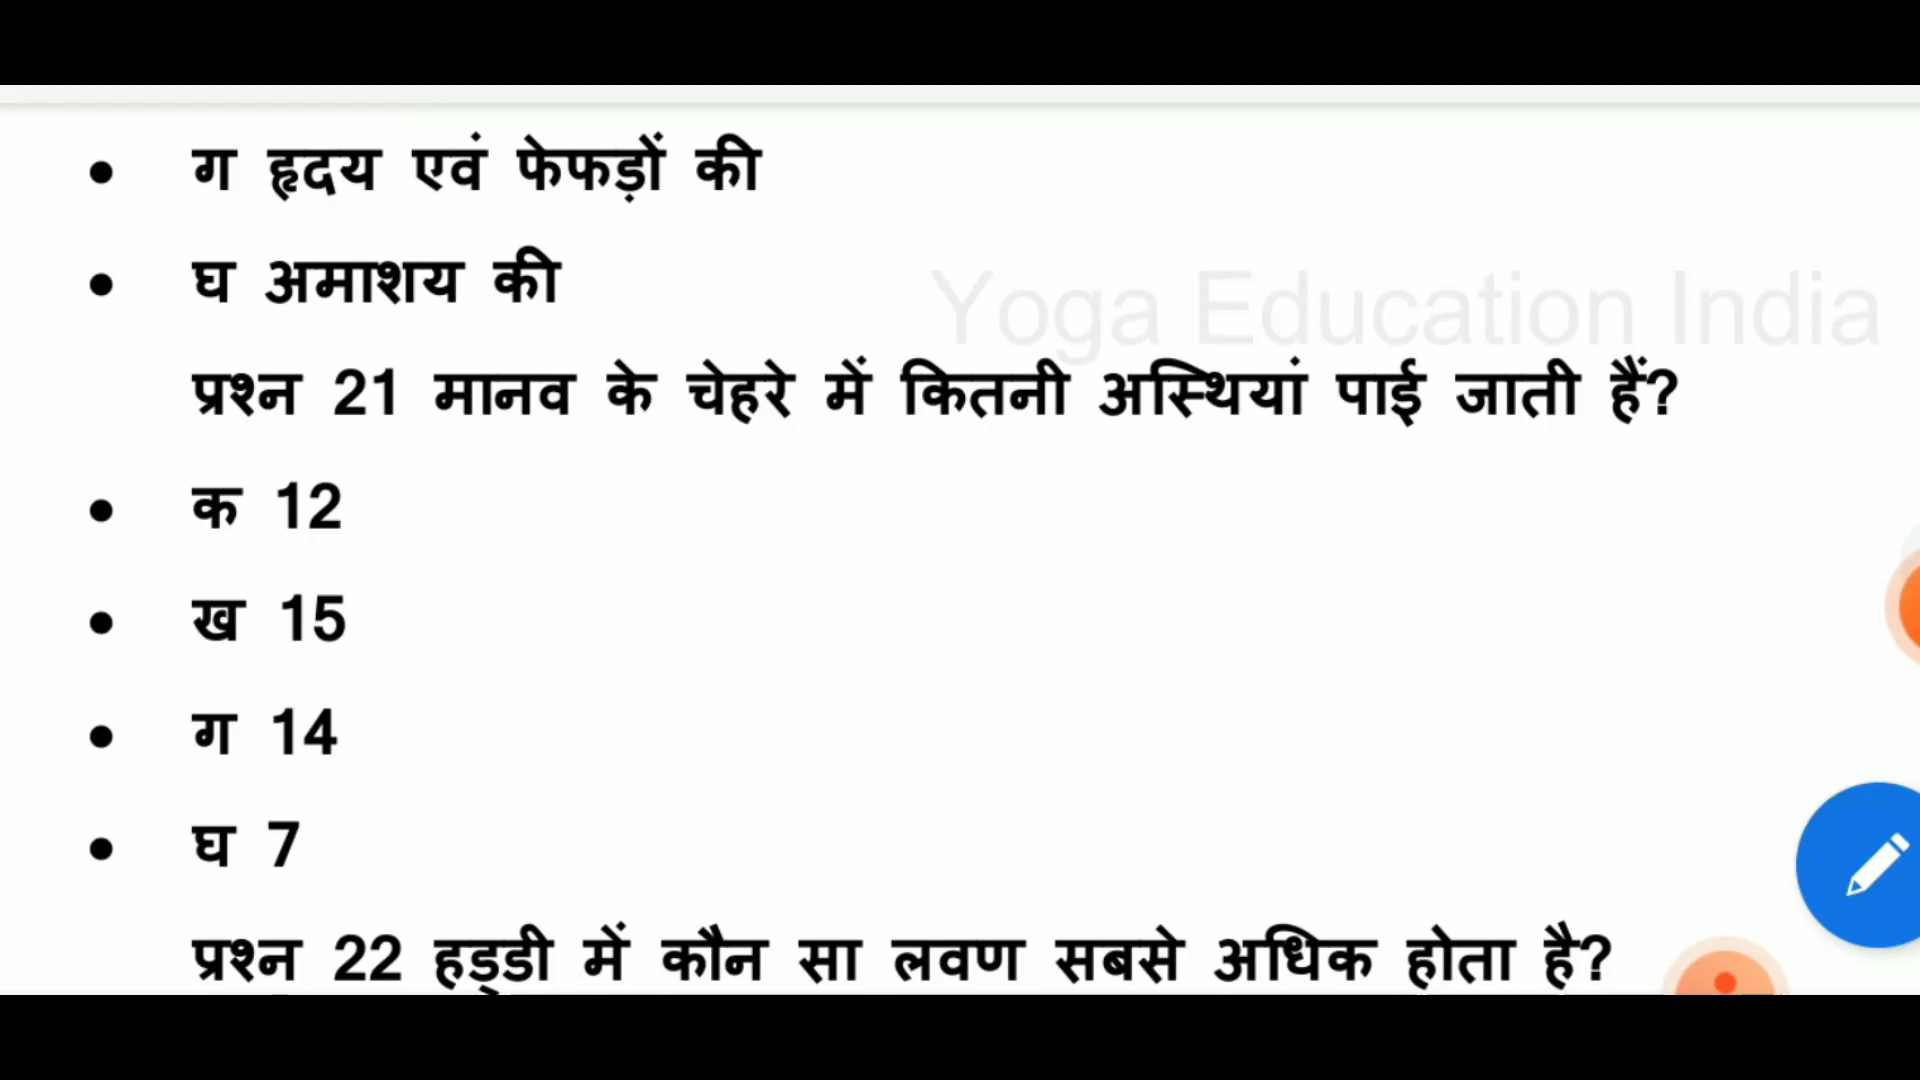 ग हृदय एवं फेफड़ों की
घ अमाशय की
Yoga Education India
प्रश्न 21 मानव के चेहरे में कितनी अस्थियां पाई जाती हैं?
क 12
ख 15
ग 14
घ 7
प्रश्न 22 हड्डी में कौन सा लवण सबसे अधिक होता है?